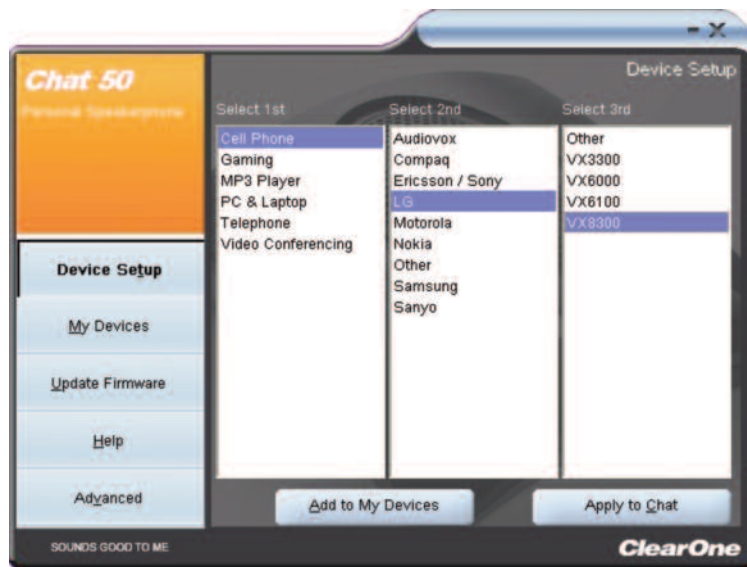 Chat 50
Personal Speakerphone
Device Setup
Select 1st
Select 2nd
Select 3rd
Cell Phone
Gaming
MP3 Player
PC & Laptop
Telephone
Video Conferencing
Audiovox
Compaq
Ericsson / Sony
LG
Motorola
Nokia
Other
Samsung
Sanyo
Other
VX3300
VX6000
VX6100
VX8300
Device Setup
My Devices
Update Firmware
Help
Advanced
Add to My Devices
Apply to Chat
SOUNDS GOOD TO ME
ClearOne